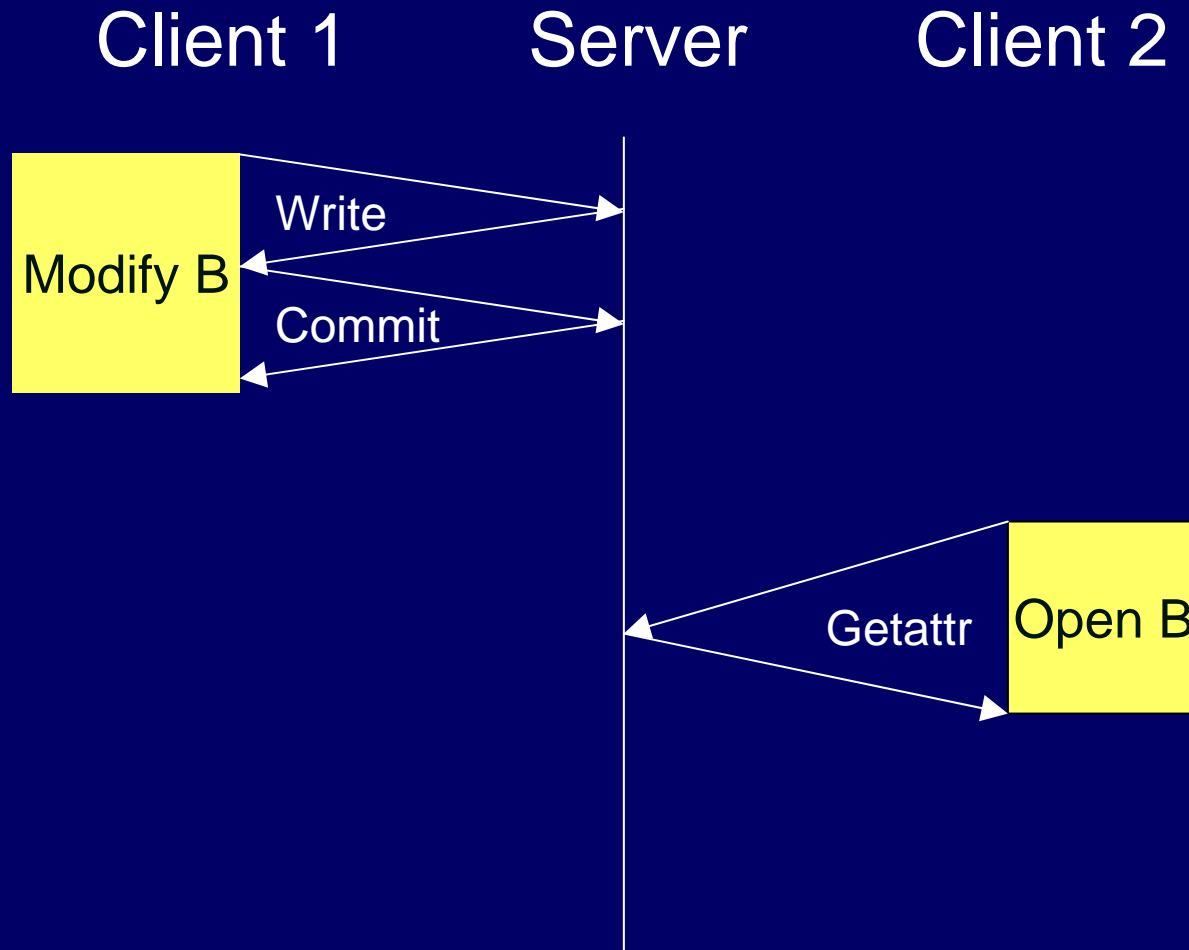 Client 1 Server Client 2
Write
Modify B
Commit
Getattr
Open B